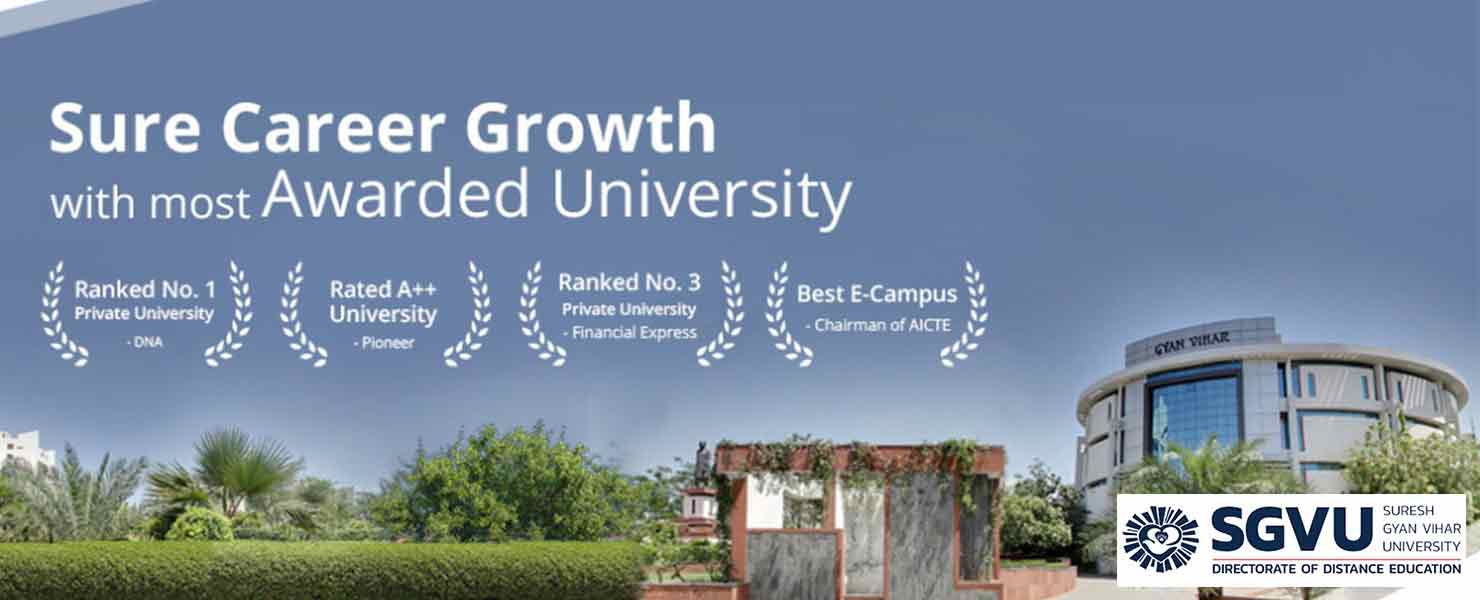 Sure Career Growth
with most Awarded University
Ranked No. 1
Private University
- DNA
Rated A++
University
- Pioneer
Ranked No. 3
Private University
- Financial Express
Best E-Campus
- Chairman of AICTE
GYAN VIHAR
SGVU
SURESH
GYAN VIHAR
UNIVERSITY
DIRECTORATE OF DISTANCE EDUCATION